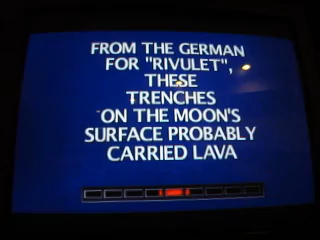 FROM THE GERMAN
FOR "RIVULET",
THESE
TRENCHES
ON THE MOON'S
SURFACE PROBABLY
CARRIED LAVA